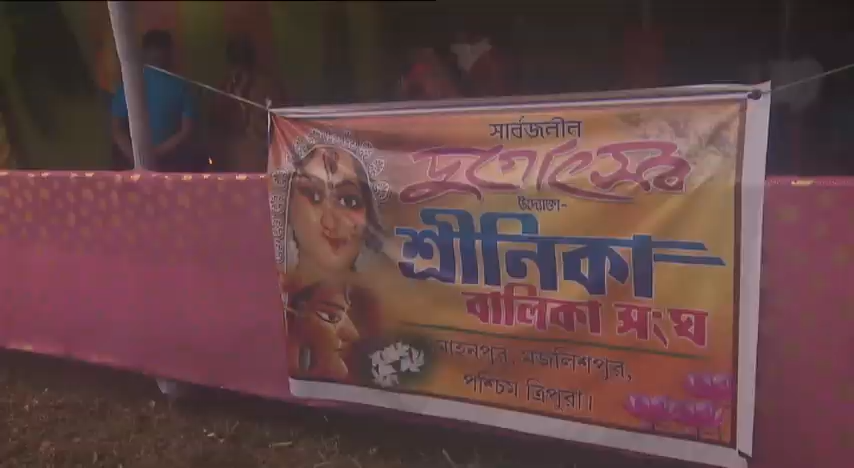 সার্বজনীন
দুর্গোৎসব
উদ্যোক্তা-
শ্রীনিকা
বালিকা সংঘ
মোহনপুর, মজলিশপুর,
পশ্চিম ত্রিপুরা।